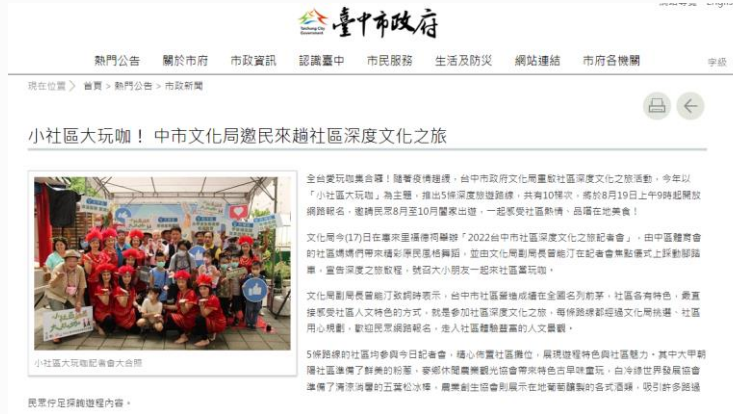 臺中市政府
熱門公告 關於市府 市政資訊 認識臺中 市民服務 生活及防災 網站連結 市府各機關 字級
現在位置 〉 首頁 > 熱門公告 > 市政新聞
小社區大玩咖！ 中市文化局邀民來趟社區深度文化之旅
全台愛玩咖集合囉！隨著疫情趨緩，台中市政府文化局重啟社區深度文化之旅活動，今年以
「小社區大玩咖」為主題，推出5條深度旅遊路線，共有10梯次，將於8月19日上午9時起開放
網路報名，邀請民眾8月至10月闔家出遊，一起感受社區熱情、品嚐在地美食！
文化局今(17)日在專來里福德祠舉辦「2022台中市社區深度文化之旅記者會」，由中區體育會
的社區媽媽們帶來精彩原民風格舞蹈，並由文化局副局長曾能汀在記者會焦點儀式上踩動腳踏
車，宣告深度之旅啟程，號召大小朋友一起來社區當玩咖。
文化局副局長曾能汀致詞時表示，台中市社區營造成績在全國名列前茅，社區各有特色，最直
接感受社區人文特色的方式，就是參加社區深度文化之旅，每條路線都經過文化局挑選、社區
用心規劃，歡迎民眾網路報名，走入社區體驗豐富的人文景觀。
5條路線的社區均參與今日記者會，精心佈置社區攤位，展現遊程特色與社區魅力。其中大甲朝
陽社區準備了鮮美的粉蔥，麥鄉休閒農業觀光協會帶來特色古早味童玩，白冷綠世界發展協會
準備了清涼消暑的五葉松冰棒，農業創生協會則展示在地葡萄釀製的各式酒類，吸引許多路過
小社區大玩咖記者會大合照
民眾佇足探詢遊程內容。